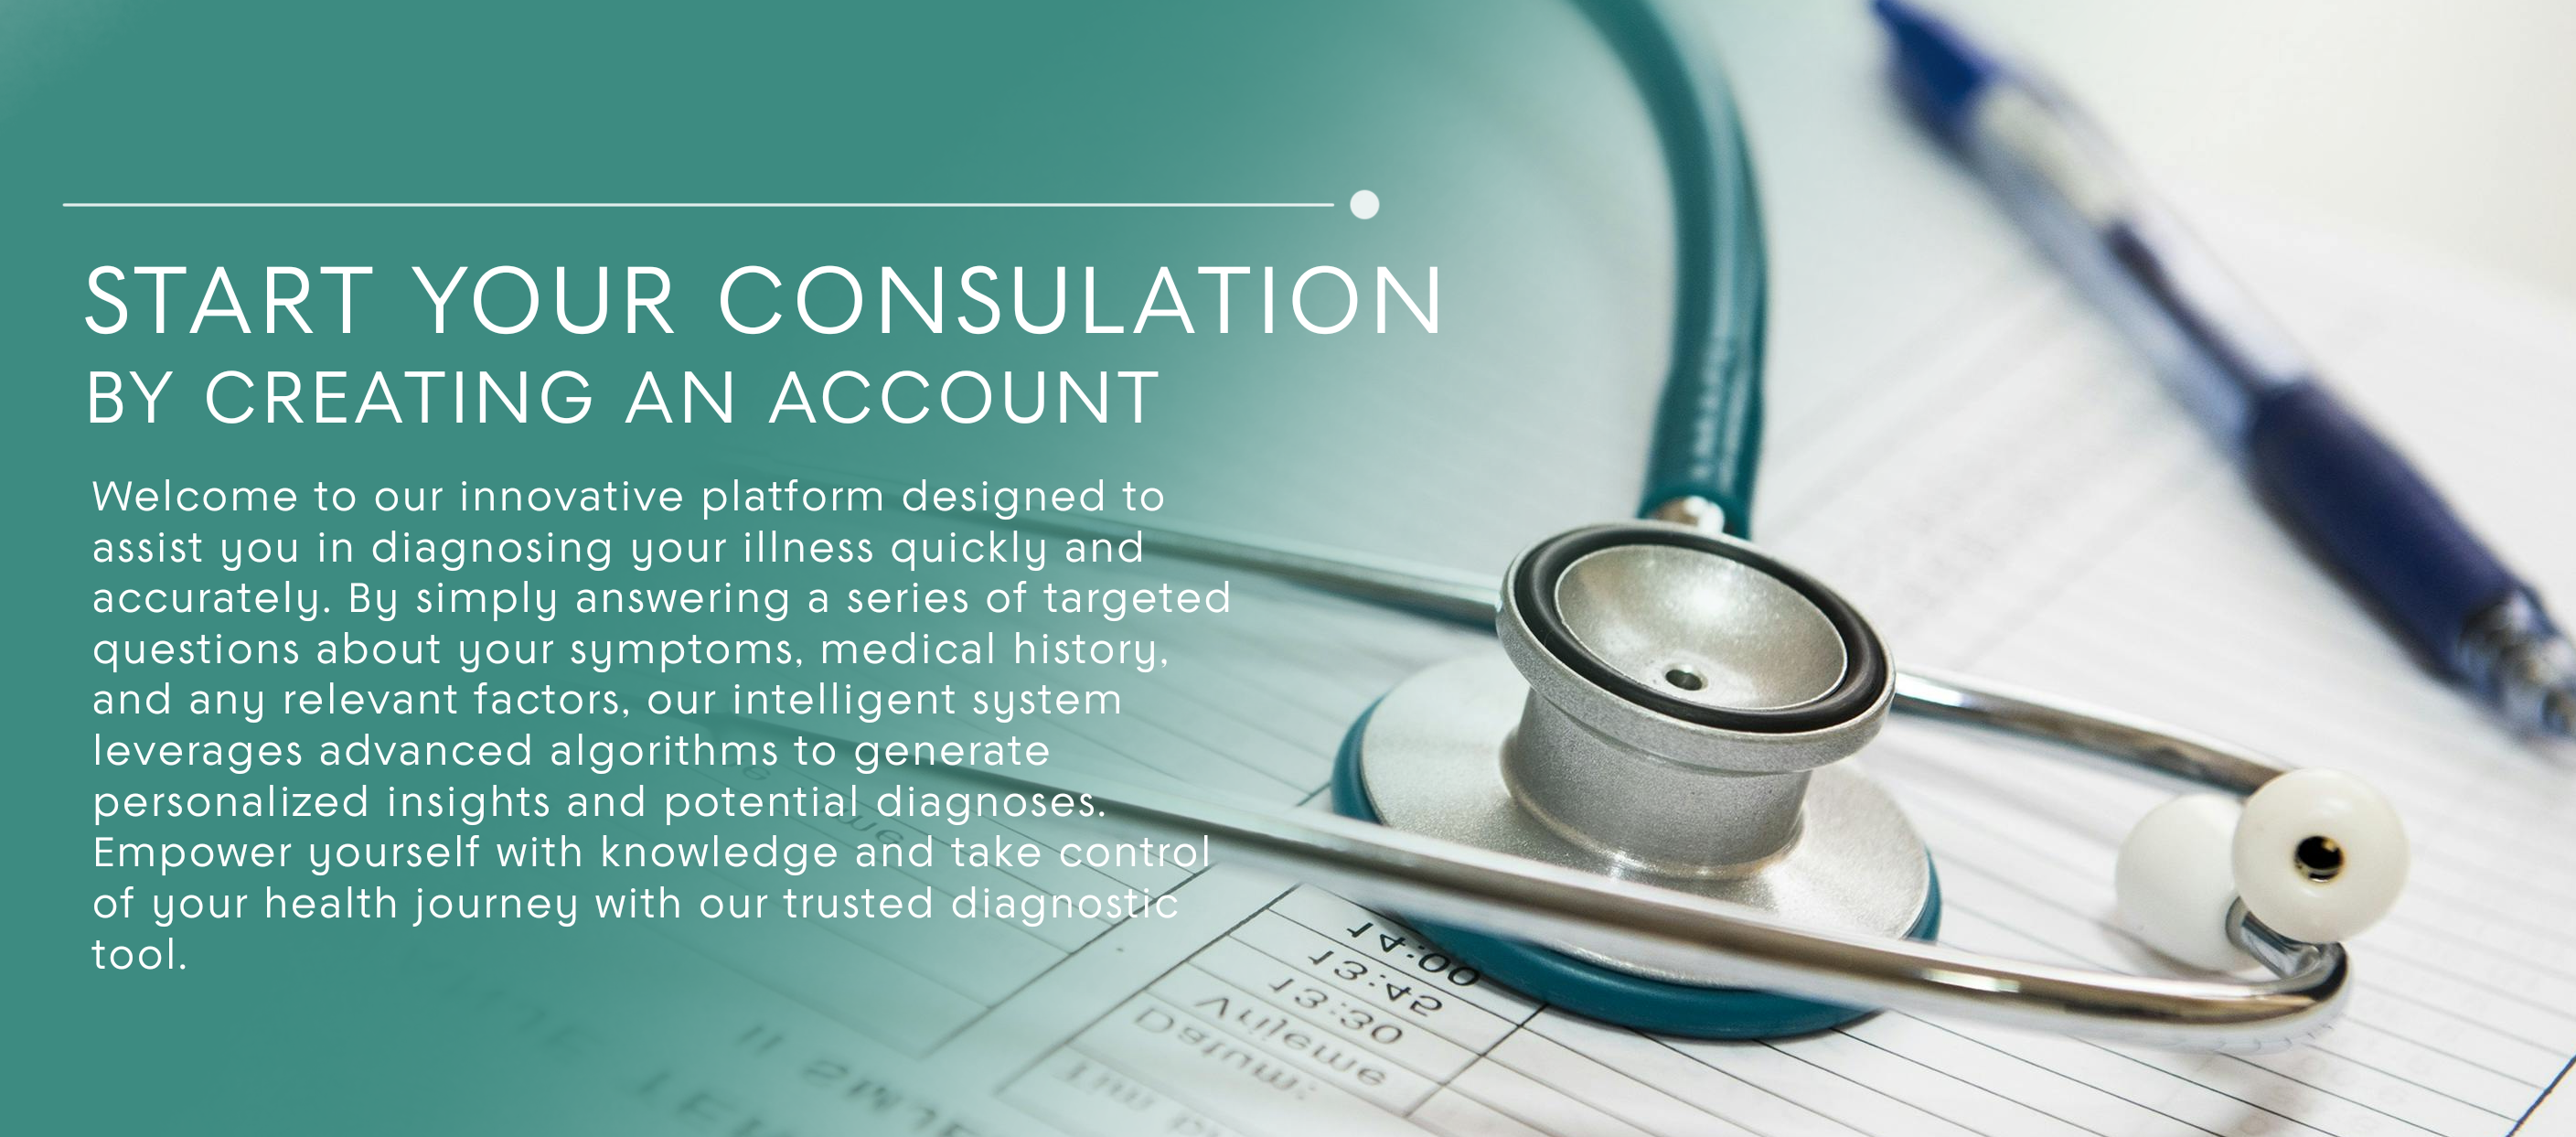 START YOUR CONSULATION
BY CREATING AN ACCOUNT
Welcome to our innovative platform designed to
assist you in diagnosing your illness quickly and
accurately. By simply answering a series of targeted
questions about your symptoms, medical history,
and any relevant factors, our intelligent system
leverages advanced algorithms to generate
personalized insights and potential diagnoses.
Empower yourself with knowledge and take control
of your health journey with our trusted diagnostic
tool.
14:00
13:45
13:30
Vrijeme
Datum: